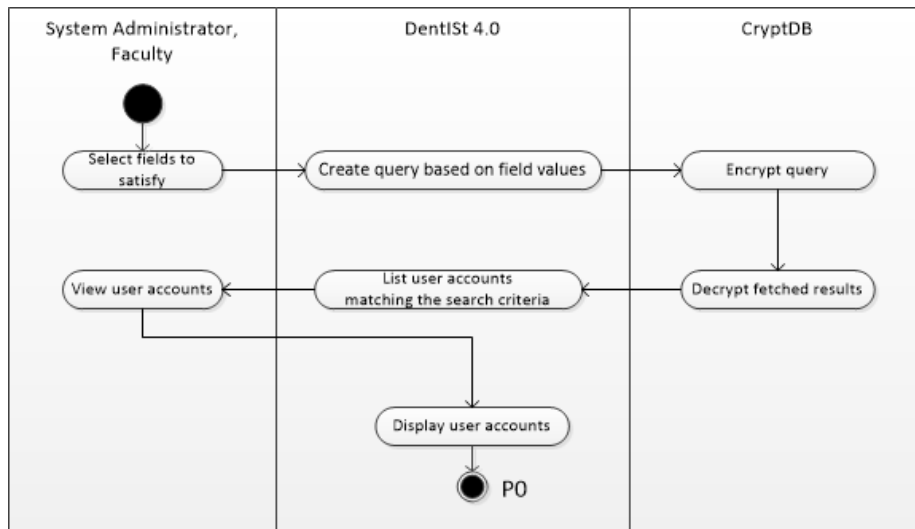 System Administrator,
Faculty
DentISt 4.0
CryptDB
Select fields to
satisfy
Create query based on field values
Encrypt query
View user accounts
List user accounts
matching the search criteria
Decrypt fetched results
Display user accounts
P0